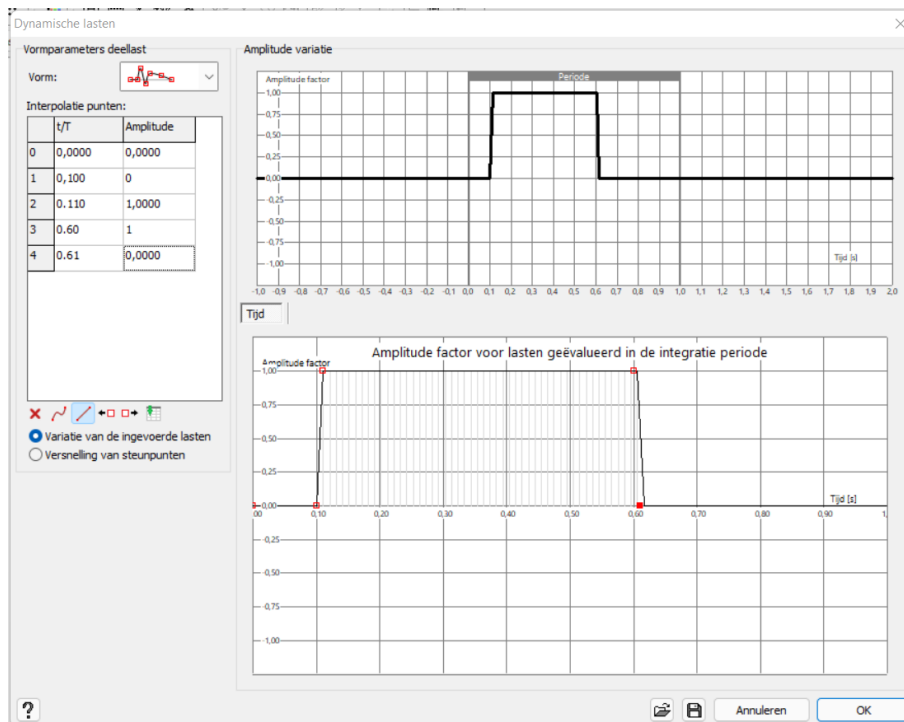 Dynamische lasten
Vormparameters deellast
Vorm:
Interpolatie punten:
t/T Amplitude
0 0,0000 0,0000
1 0,100 0
2 0.110 1,0000
3 0.60 1
4 0.61 0,0000
Variatie van de ingevoerde lasten
Versnelling van steunpunten
Amplitude variatie
Amplitude factor
Periode
1,00
0,75
0,50
0,25
0,00
-0,25
-0,50
-0,75
-1,00
Tijd [s]
-1,0 -0,9 -0,8 -0,7 -0,6 -0,5 -0,4 -0,3 -0,2 -0,1 0,0 0,1 0,2 0,3 0,4 0,5 0,6 0,7 0,8 0,9 1,0 1,1 1,2 1,3 1,4 1,5 1,6 1,7 1,8 1,9 2,0
Tijd
Amplitude factor voor lasten geëvalueerd in de integratie periode
Amplitude factor
1,00
0,75
0,50
0,25
0,00
Tijd [s]
,00 0,10 0,20 0,30 0,40 0,50 0,60 0,70 0,80 0,90 1,
-0,25
-0,50
-0,75
-1,00
?
Annuleren
OK